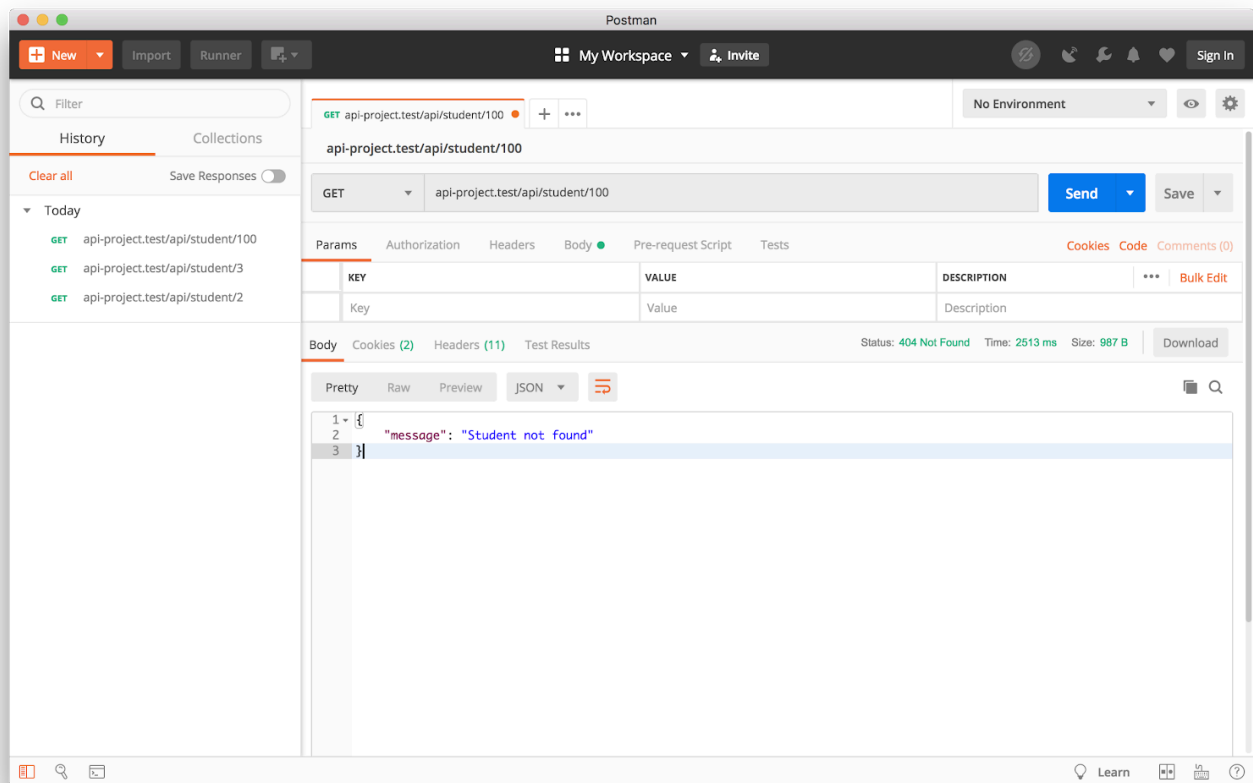 Postman
New
Import
Runner
My Workspace
Invite
Sign In
Filter
History
Collections
Clear all
Save Responses
Today
GET api-project.test/api/student/100
GET api-project.test/api/student/3
GET api-project.test/api/student/2
GET api-project.test/api/student/100
No Environment
api-project.test/api/student/100
GET
api-project.test/api/student/100
Send
Save
Params Authorization Headers Body Pre-request Script Tests
Cookies Code Comments (0)
KEY VALUE DESCRIPTION Bulk Edit
Key Value Description
Body Cookies (2) Headers (11) Test Results
Status: 404 Not Found Time: 2513 ms Size: 987 B
Download
Pretty Raw Preview JSON
1 {
2 "message": "Student not found"
3 }
Learn